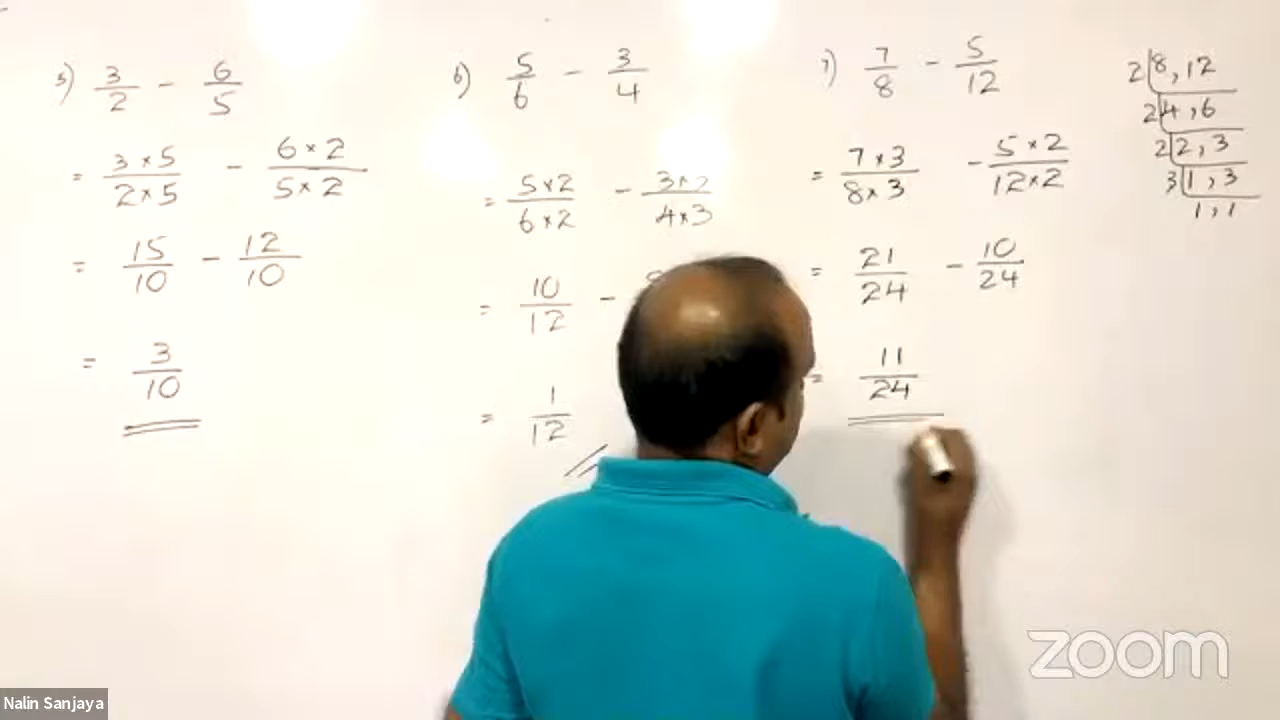 5) 3/2 - 6/5
= 3×5/2×5 - 6×2/5×2
= 15/10 - 12/10
= 3/10
6) 5/6 - 3/4
= 5×2/6×2 - 3×3/4×3
= 10/12 -
= 1/12
7) 7/8 - 5/12
= 7×3/8×3 - 5×2/12×2
= 21/24 - 10/24
= 11/24
2 | 8, 12
2 | 4, 6
2 | 2, 3
3 | 1, 3
1, 1
zoom
Nalin Sanjaya